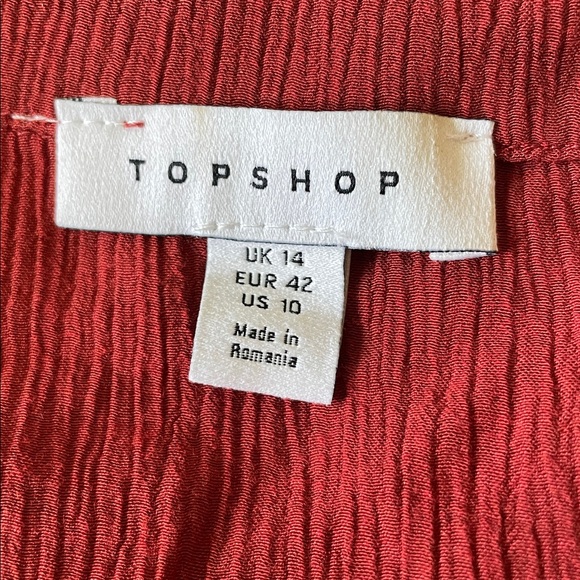 TOPSHOP
UK 14
EUR 42
US 10
Made in
Romania